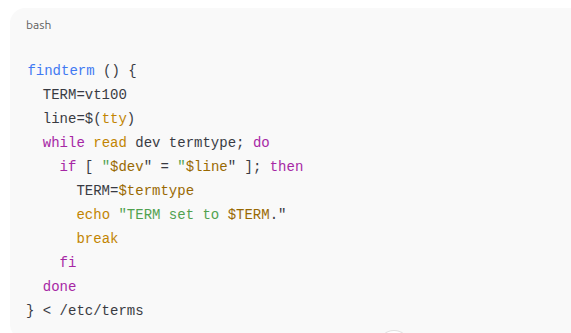 bash
findterm () {
  TERM=vt100
  line=$(tty)
  while read dev termtype; do
    if [ "$dev" = "$line" ]; then
      TERM=$termtype
      echo "TERM set to $TERM."
      break
    fi
  done
} < /etc/terms